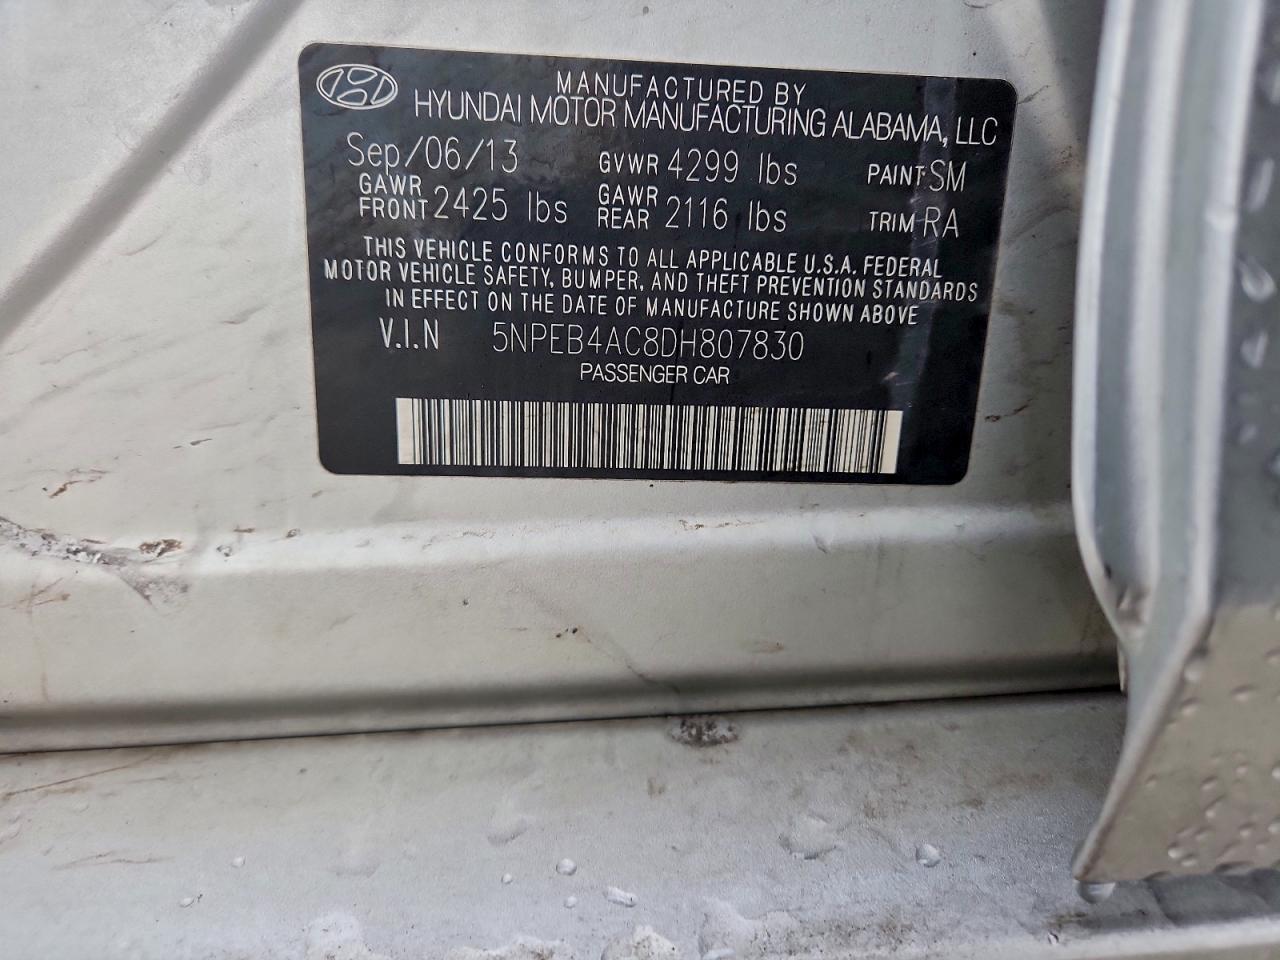 MANUFACTURED BY
HYUNDAI MOTOR MANUFACTURING ALABAMA, LLC
Sep/06/13 GVWR 4299 lbs PAINT-SM
GAWR FRONT 2425 lbs GAWR REAR 2116 lbs TRIM-RA
THIS VEHICLE CONFORMS TO ALL APPLICABLE U.S.A. FEDERAL
MOTOR VEHICLE SAFETY, BUMPER, AND THEFT PREVENTION STANDARDS
IN EFFECT ON THE DATE OF MANUFACTURE SHOWN ABOVE
V.I.N 5NPEB4AC8DH807830
PASSENGER CAR